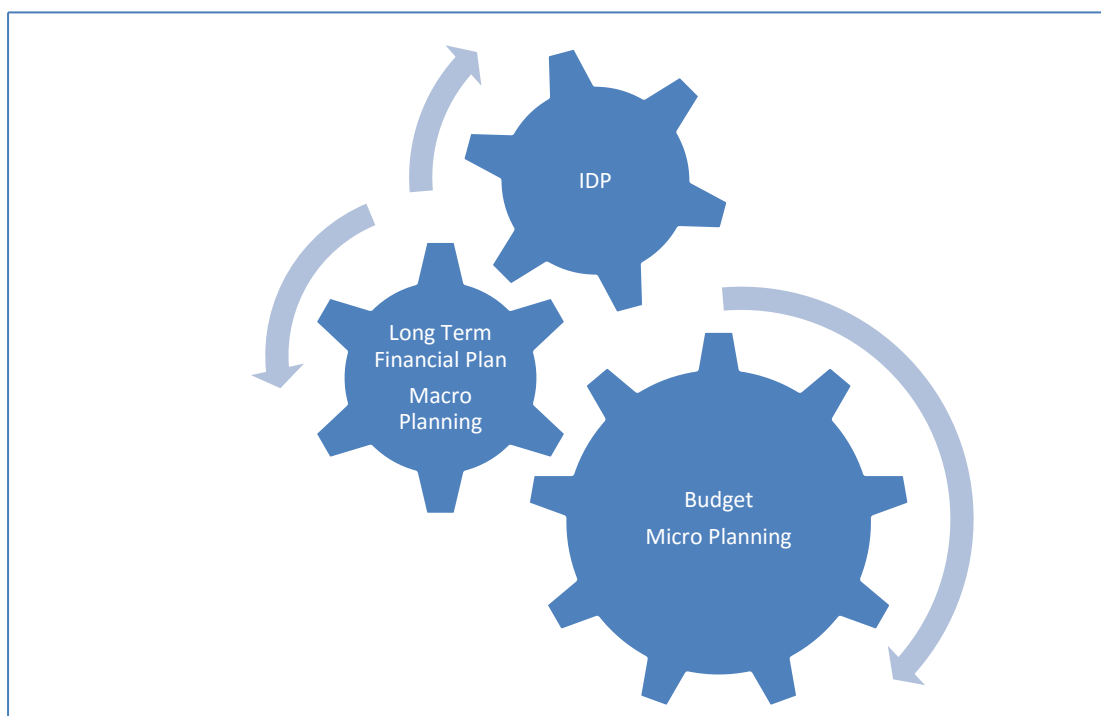 IDP
Long Term
Financial Plan
Macro
Planning
Budget
Micro Planning